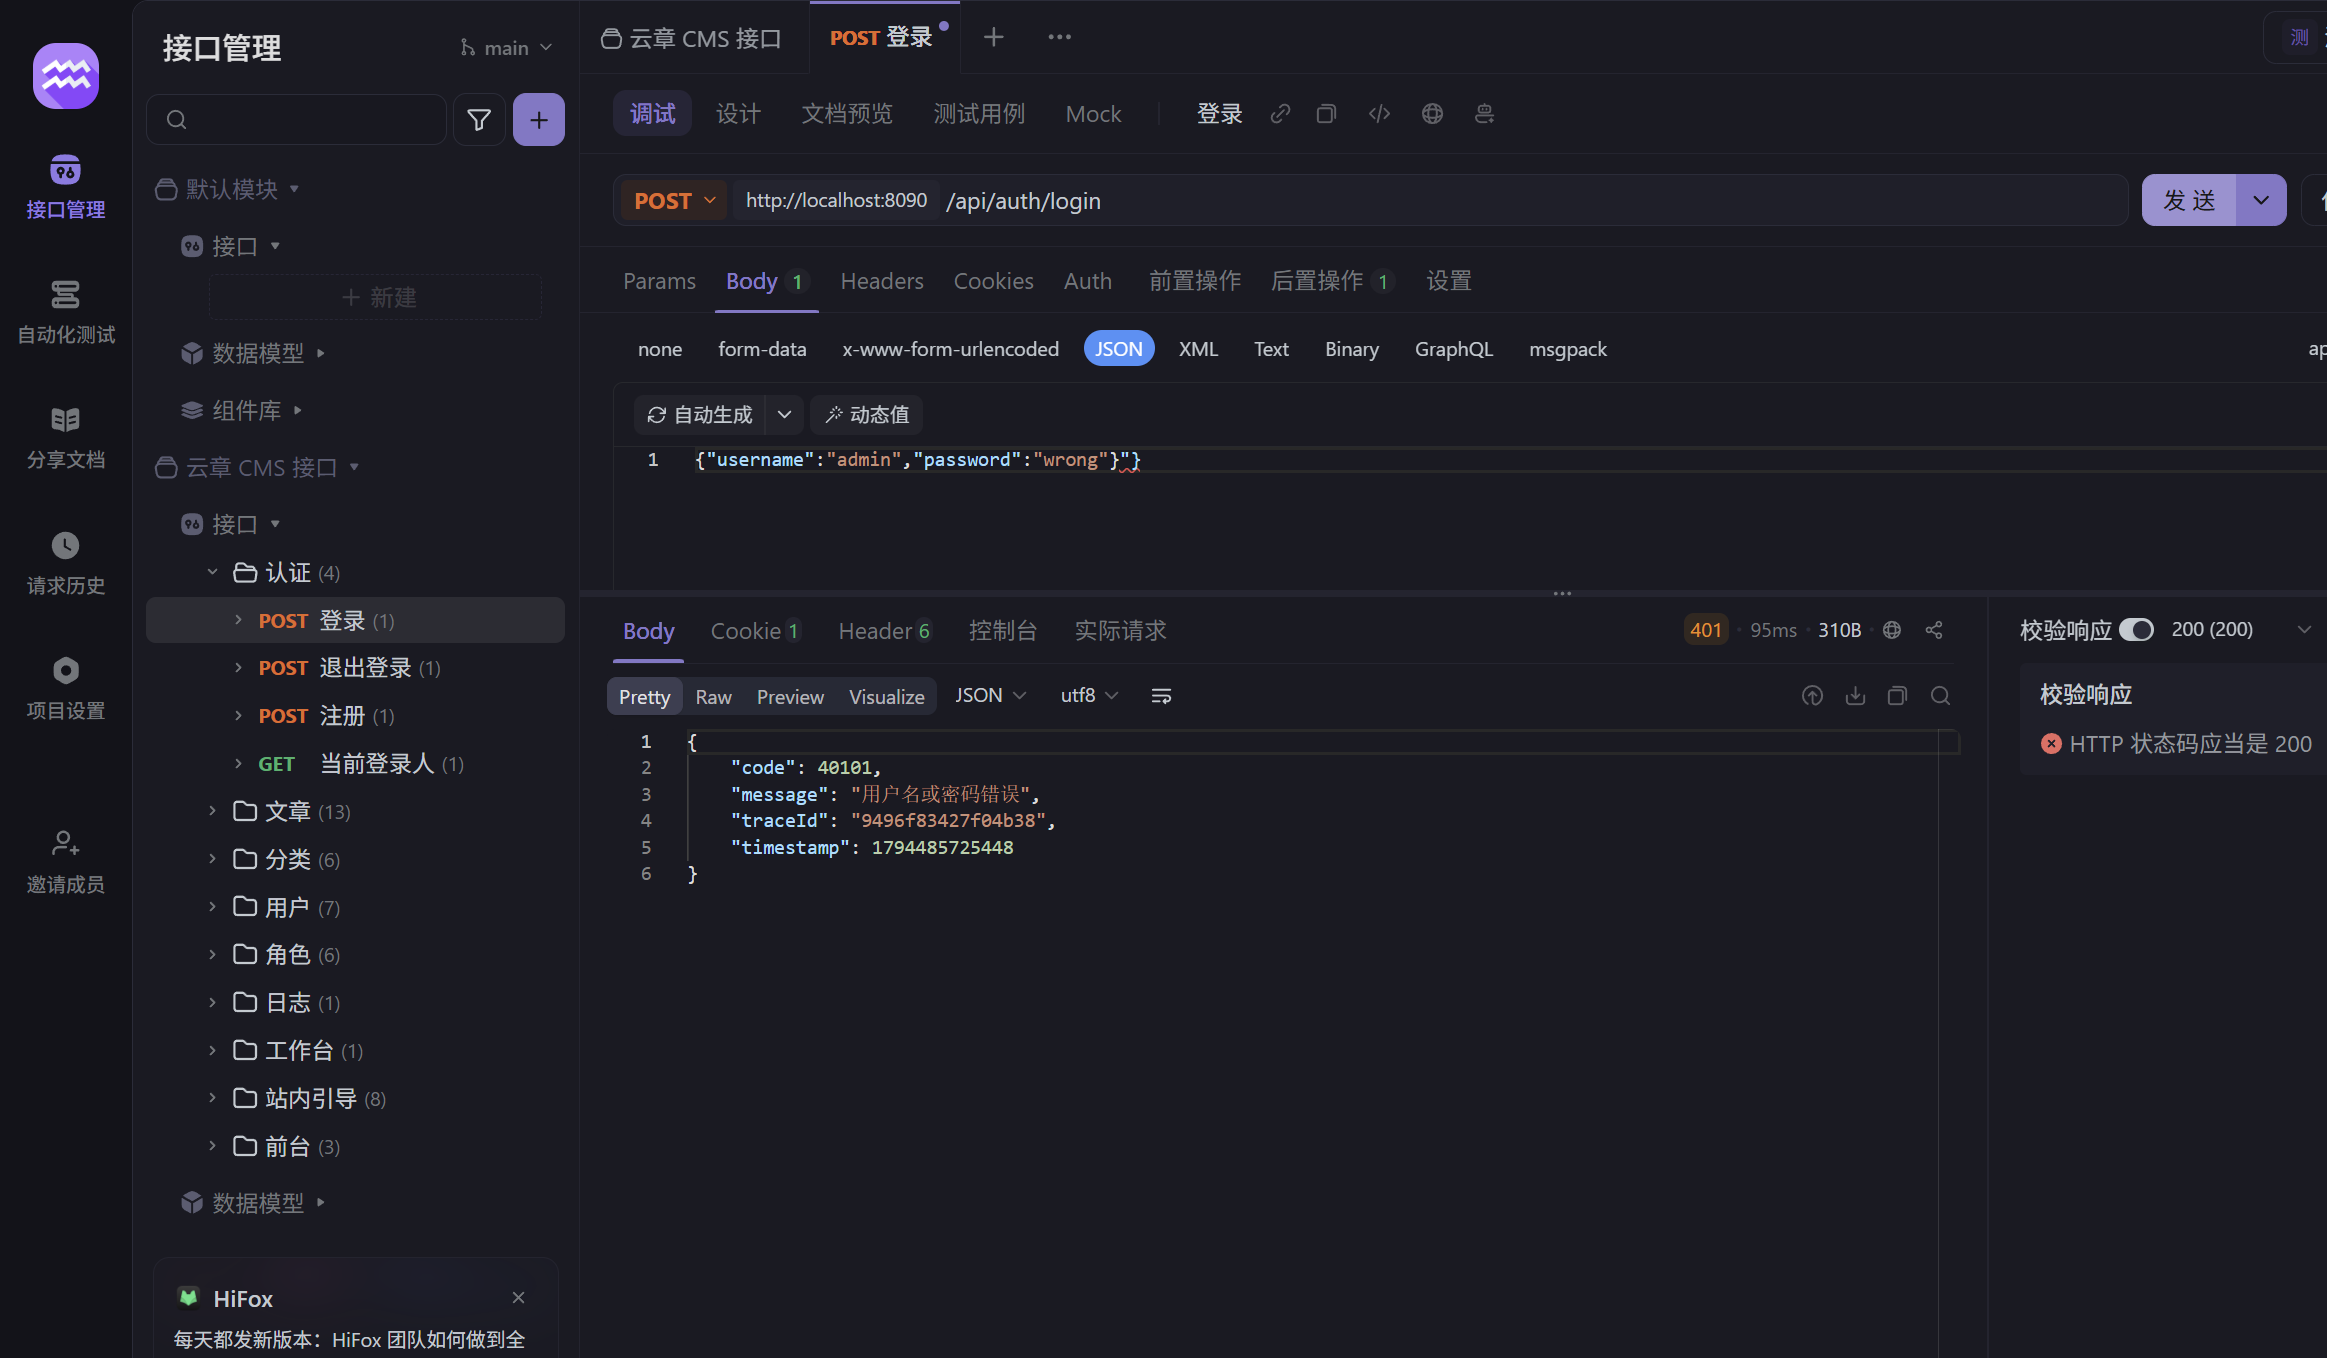 接口管理
自动化测试
分享文档
请求历史
项目设置
邀请成员
接口管理
main
默认模块
接口
新建
数据模型
组件库
云章 CMS 接口
接口
认证 (4)
POST 登录 (1)
POST 退出登录 (1)
POST 注册 (1)
GET 当前登录人 (1)
文章 (13)
分类 (6)
用户 (7)
角色 (6)
日志 (1)
工作台 (1)
站内引导 (8)
前台 (3)
数据模型
HiFox
每天都发新版本：HiFox 团队如何做到全
云章 CMS 接口
POST 登录
测
调试 设计 文档预览 测试用例 Mock 登录
POST http://localhost:8090 /api/auth/login
发 送
Params Body 1 Headers Cookies Auth 前置操作 后置操作 1 设置
none form-data x-www-form-urlencoded JSON XML Text Binary GraphQL msgpack
ap
自动生成 动态值
1 {"username":"admin","password":"wrong"}"}
Body Cookie 1 Header 6 控制台 实际请求
401 95ms 310B
Pretty Raw Preview Visualize JSON utf8
1 {
2 "code": 40101,
3 "message": "用户名或密码错误",
4 "traceId": "9496f83427f04b38",
5 "timestamp": 1794485725448
6 }
校验响应 200 (200)
校验响应
HTTP 状态码应当是 200